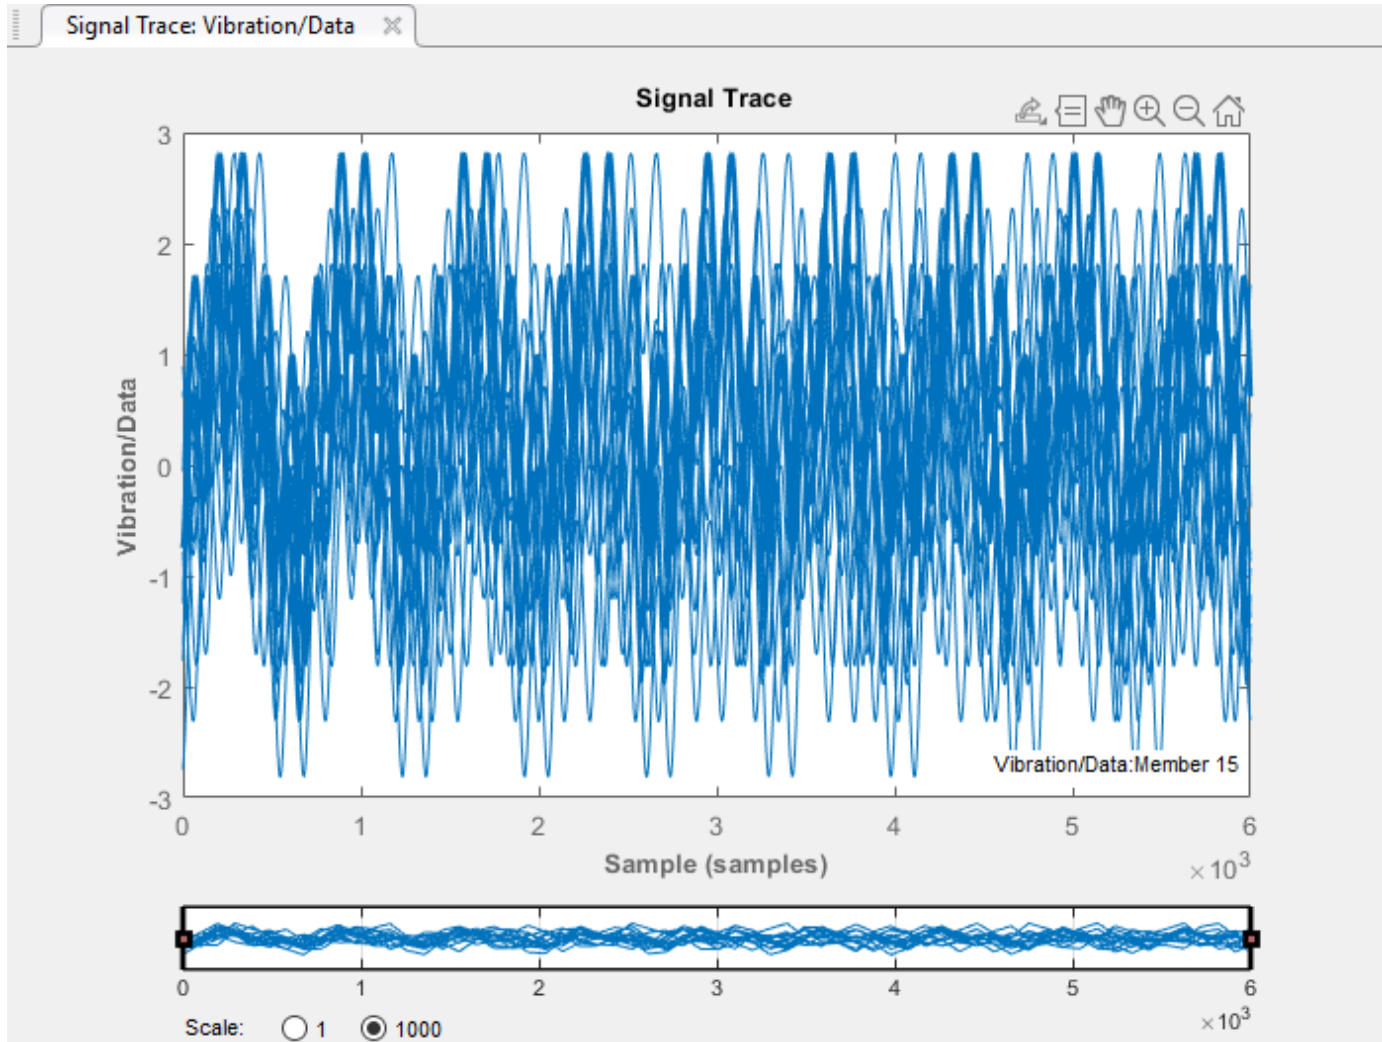 Signal Trace: Vibration/Data
Signal Trace
3
2
1
0
-1
-2
-3
Vibration/Data
Vibration/Data:Member 15
0 1 2 3 4 5 6
Sample (samples)
×10³
0 1 2 3 4 5 6
×10³
Scale: 1 1000